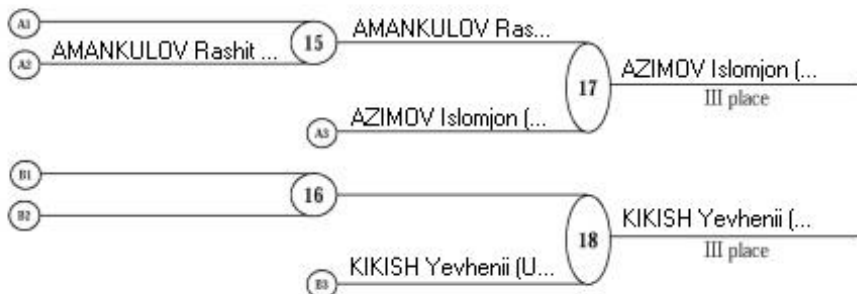 A1
15
AMANKULOV Ras...
A2
AMANKULOV Rashit ...
17
AZIMOV Islomjon (...
III place
A3
AZIMOV Islomjon (...
B1
16
B2
18
KIKISH Yevhenii (...
III place
B3
KIKISH Yevhenii (U...